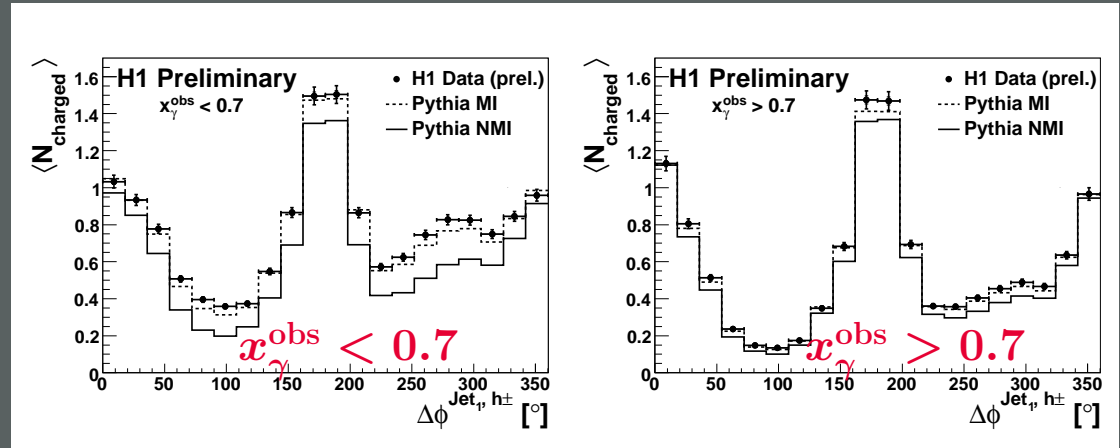 H1 Preliminary
x_γ^obs < 0.7
H1 Data (prel.)
Pythia MI
Pythia NMI
⟨N_charged⟩
1.6
1.4
1.2
1
0.8
0.6
0.4
0.2
0
0 50 100 150 200 250 300 350
x_γ^obs < 0.7
Δϕ^Jet₁, h± [°]
H1 Preliminary
x_γ^obs > 0.7
H1 Data (prel.)
Pythia MI
Pythia NMI
⟨N_charged⟩
1.6
1.4
1.2
1
0.8
0.6
0.4
0.2
0
0 50 100 150 200 250 300 350
x_γ^obs > 0.7
Δϕ^Jet₁, h± [°]